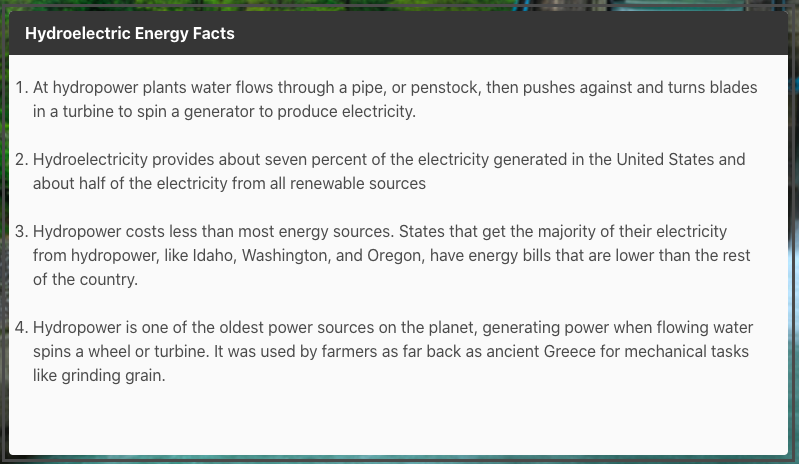 Hydroelectric Energy Facts
1. At hydropower plants water flows through a pipe, or penstock, then pushes against and turns blades
in a turbine to spin a generator to produce electricity.
2. Hydroelectricity provides about seven percent of the electricity generated in the United States and
about half of the electricity from all renewable sources
3. Hydropower costs less than most energy sources. States that get the majority of their electricity
from hydropower, like Idaho, Washington, and Oregon, have energy bills that are lower than the rest
of the country.
4. Hydropower is one of the oldest power sources on the planet, generating power when flowing water
spins a wheel or turbine. It was used by farmers as far back as ancient Greece for mechanical tasks
like grinding grain.